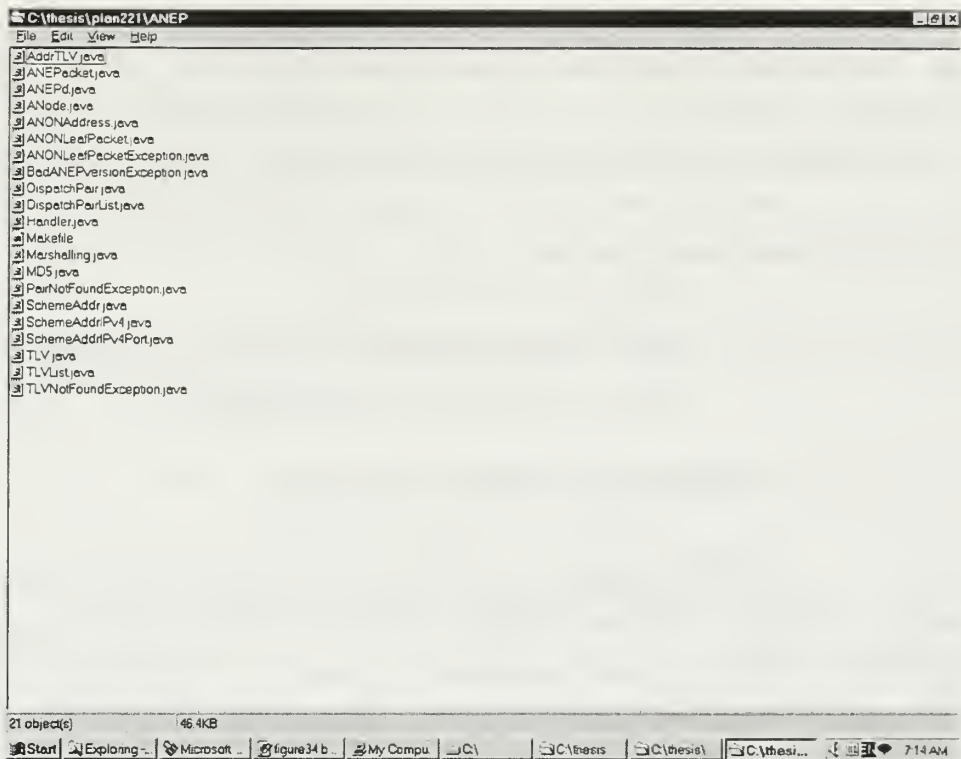 C:\thesis\plan221\ANEP
File Edit View Help
AddrTLV.java
ANEPacket.java
ANEPd.java
ANode.java
ANONAddress.java
ANONLeafPacket.java
ANONLeafPacketException.java
BadANEPversionException.java
DispatchPair.java
DispatchPairList.java
Handler.java
Makefile
Marshalling.java
MD5.java
PairNotFoundException.java
SchemeAddr.java
SchemeAddrIPv4.java
SchemeAddrIPv4Port.java
TLV.java
TLVList.java
TLVNotFoundException.java
21 object(s) 46.4KB
Start Exploring -... Microsoft ... figure34 b... My Compu C:\ C:\thesis C:\thesis\ C:\thesi... 7:14 AM